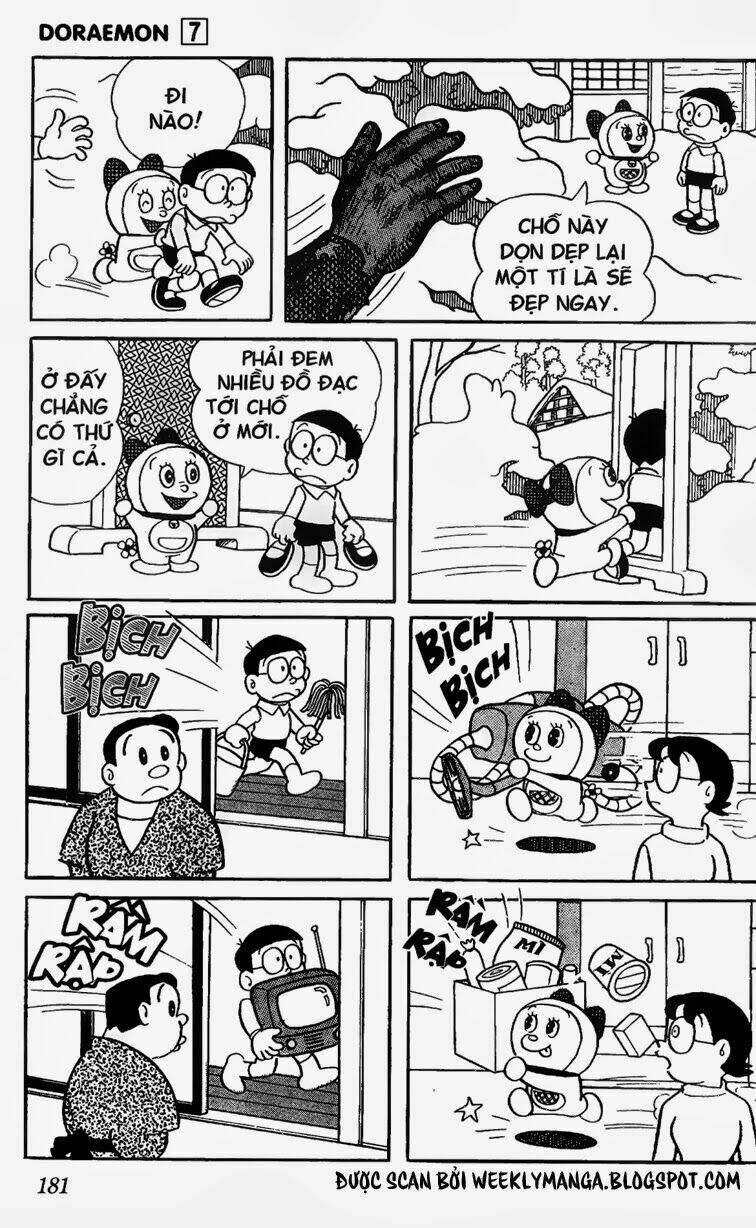 DORAEMON 7
ĐI
NÀO!
CHỖ NÀY
DỌN DẸP LẠI
MỘT TÍ LÀ SẼ
ĐẸP NGAY.
Ở ĐẤY
CHẲNG
CÓ THỨ
GÌ CẢ.
PHẢI ĐEM
NHIỀU ĐỒ ĐẠC
TỚI CHỖ
Ở MỚI.
BỊCH
BỊCH
BỊCH
BỊCH
RẦM
RẬP
RẦM
RẬP
MÌ
MÌ
181
ĐƯỢC SCAN BỞI WEEKLYMANGA.BLOGSPOT.COM